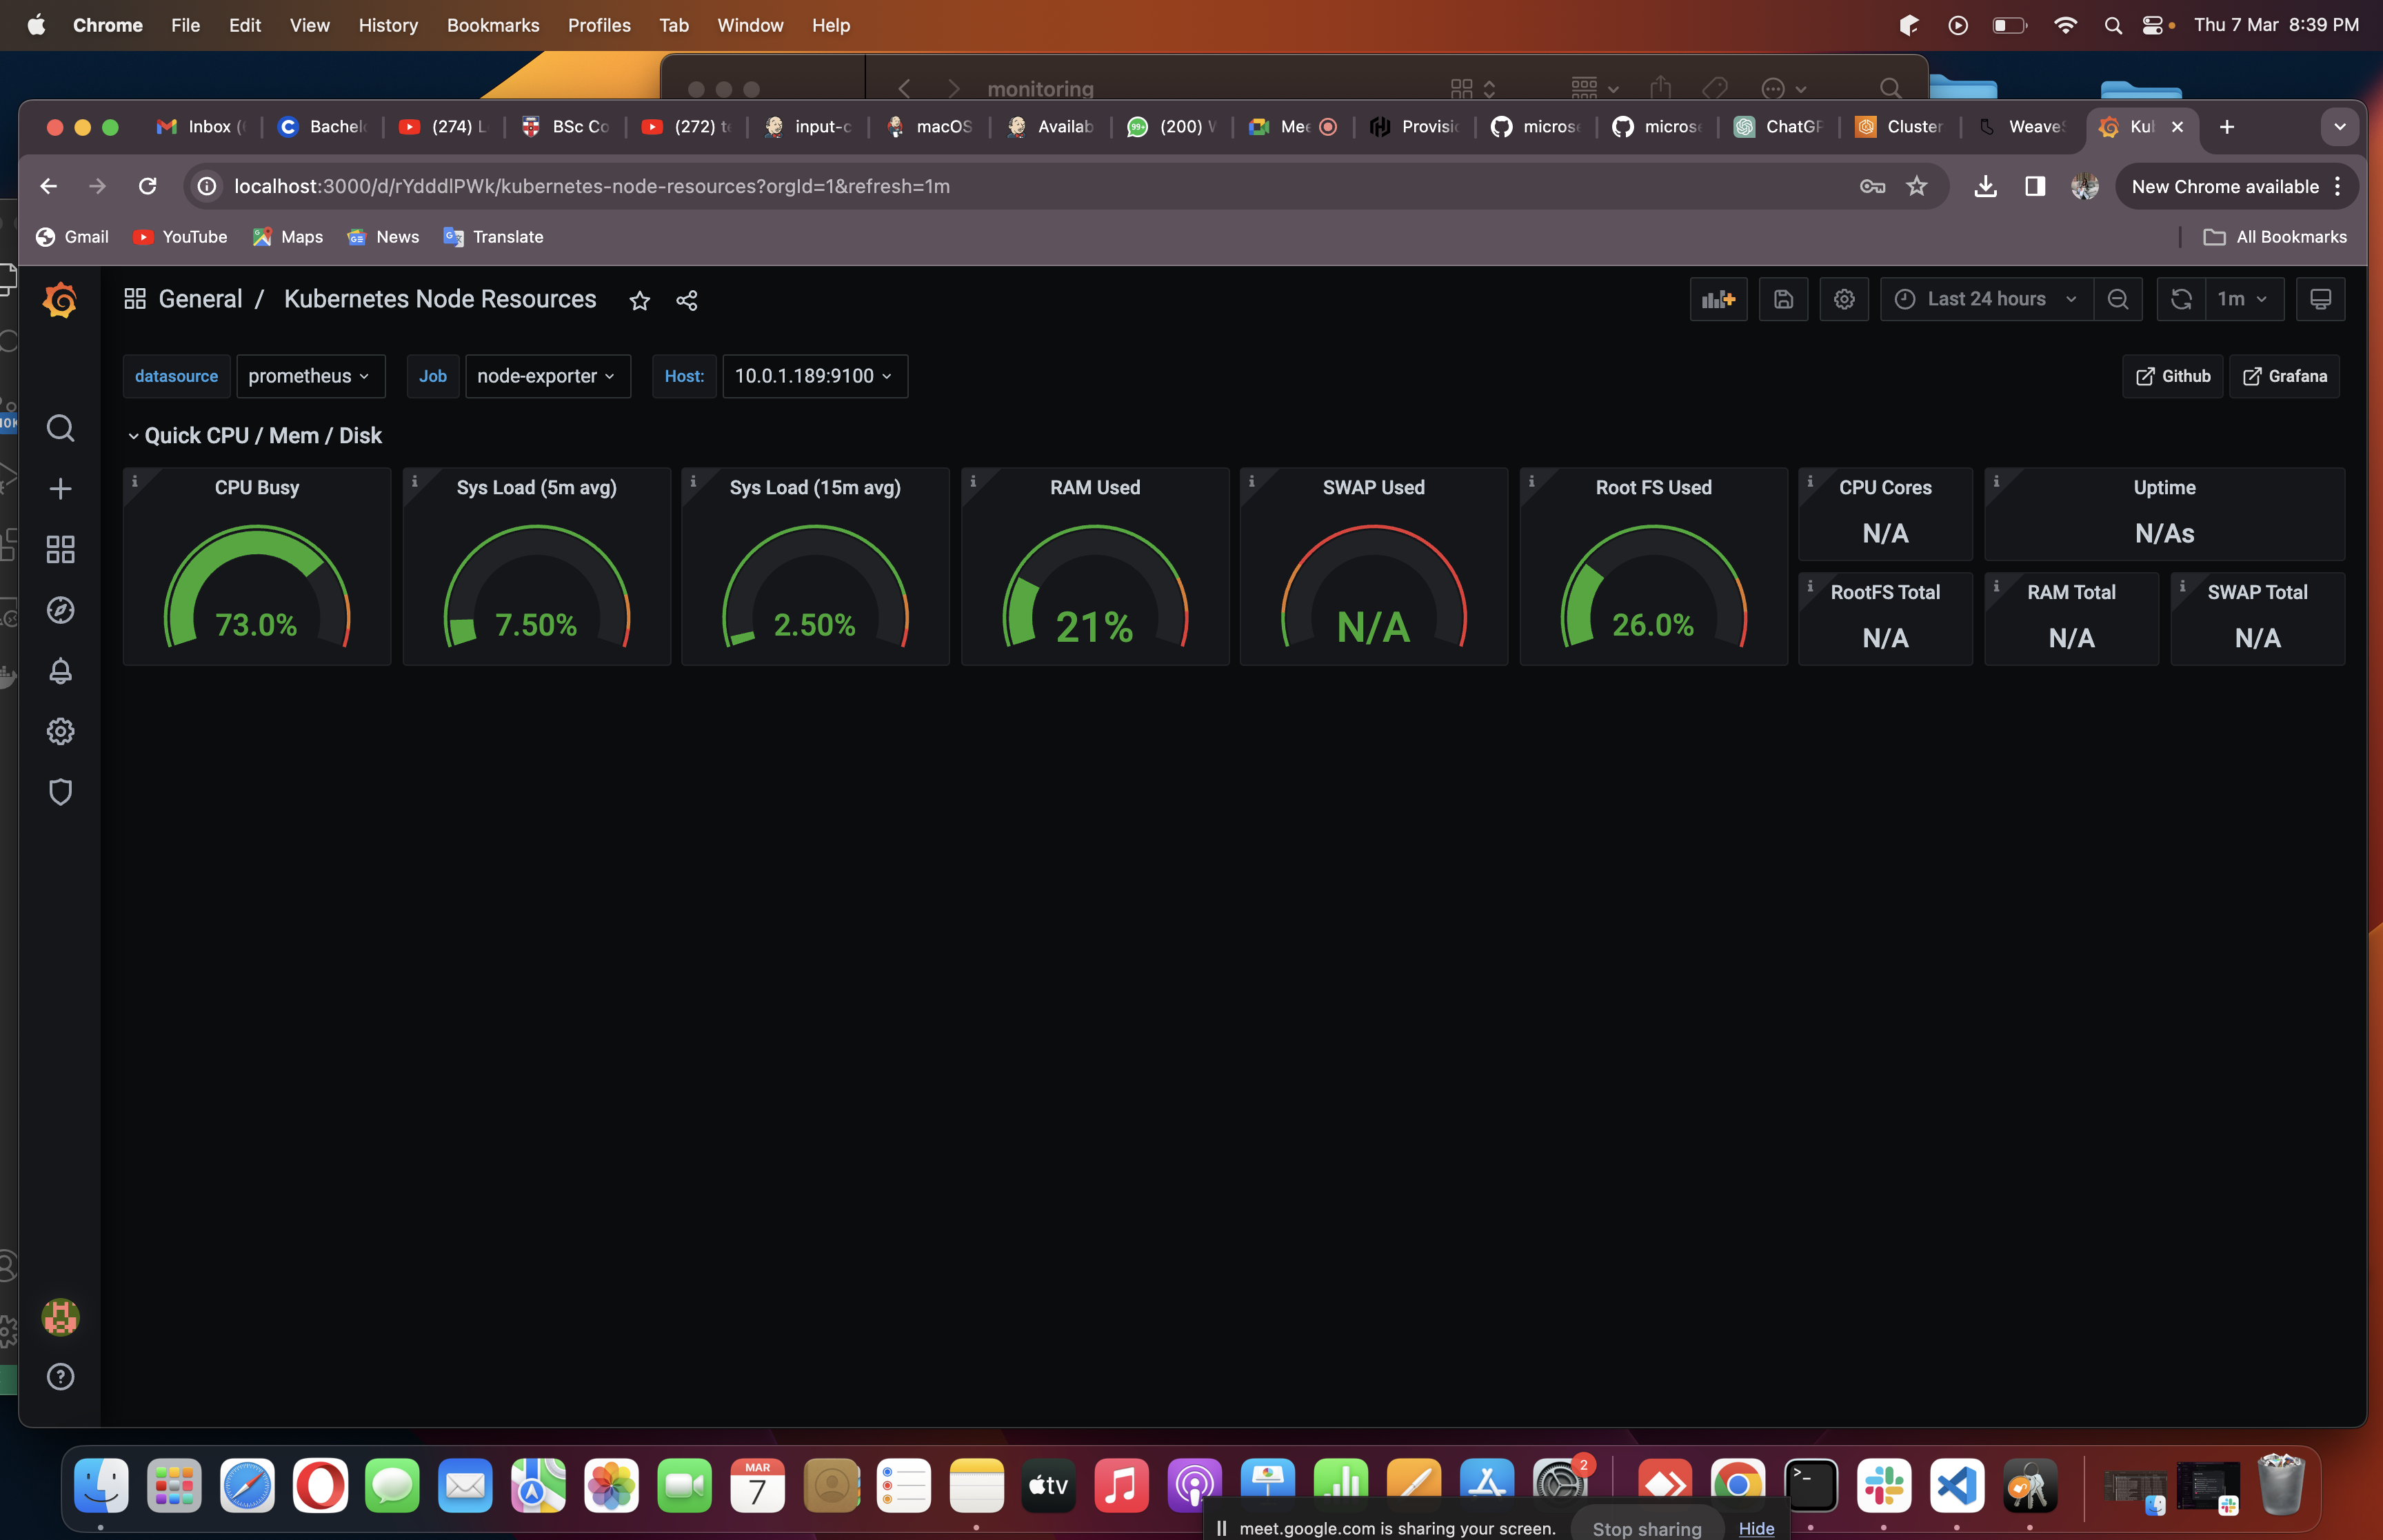 Chrome File Edit View History Bookmarks Profiles Tab Window Help Thu 7 Mar 8:39 PM
monitoring
Inbox ( Bachel (274) L BSc Co (272) t input-c macOS Availab 99+ (200) Mee Provisi micros micros ChatGP Cluster Weave Kul
localhost:3000/d/rYdddlPWk/kubernetes-node-resources?orgId=1&refresh=1m New Chrome available
Gmail YouTube Maps News Translate All Bookmarks
General / Kubernetes Node Resources Last 24 hours 1m
datasource prometheus Job node-exporter Host: 10.0.1.189:9100 Github Grafana
Quick CPU / Mem / Disk
CPU Busy Sys Load (5m avg) Sys Load (15m avg) RAM Used SWAP Used Root FS Used CPU Cores Uptime
N/A N/As
RootFS Total RAM Total SWAP Total
73.0% 7.50% 2.50% 21% N/A 26.0% N/A N/A N/A
MAR
7
tv
2
meet.google.com is sharing your screen. Stop sharing Hide